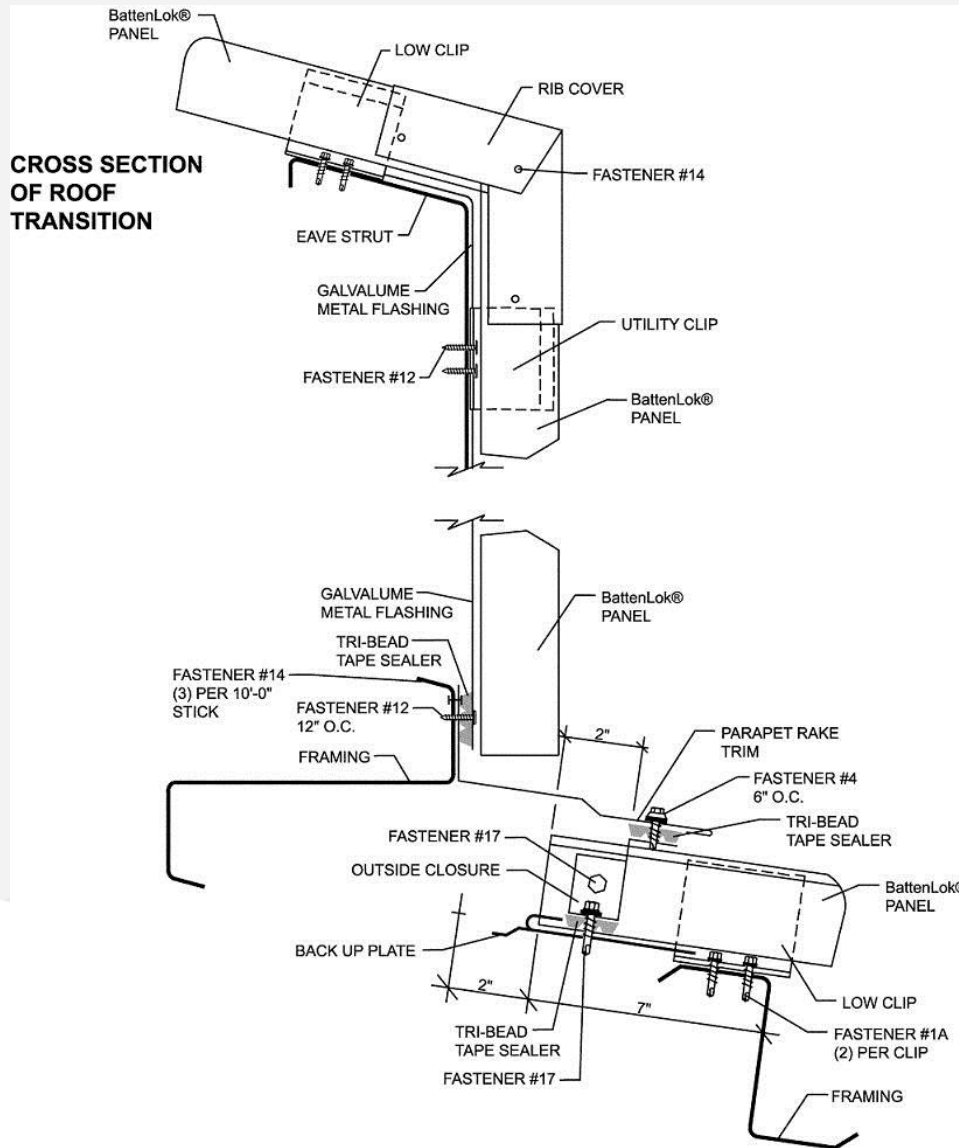 BattenLok®
PANEL
LOW CLIP
RIB COVER
CROSS SECTION
OF ROOF
TRANSITION
FASTENER #14
EAVE STRUT
GALVALUME
METAL FLASHING
UTILITY CLIP
FASTENER #12
BattenLok®
PANEL
GALVALUME
METAL FLASHING
BattenLok®
PANEL
TRI-BEAD
TAPE SEALER
FASTENER #14
(3) PER 10'-0"
STICK
FASTENER #12
12" O.C.
FRAMING
2"
PARAPET RAKE
TRIM
FASTENER #4
6" O.C.
TRI-BEAD
TAPE SEALER
FASTENER #17
OUTSIDE CLOSURE
BattenLok®
PANEL
BACK UP PLATE
2"
7"
LOW CLIP
TRI-BEAD
TAPE SEALER
FASTENER #1A
(2) PER CLIP
FASTENER #17
FRAMING